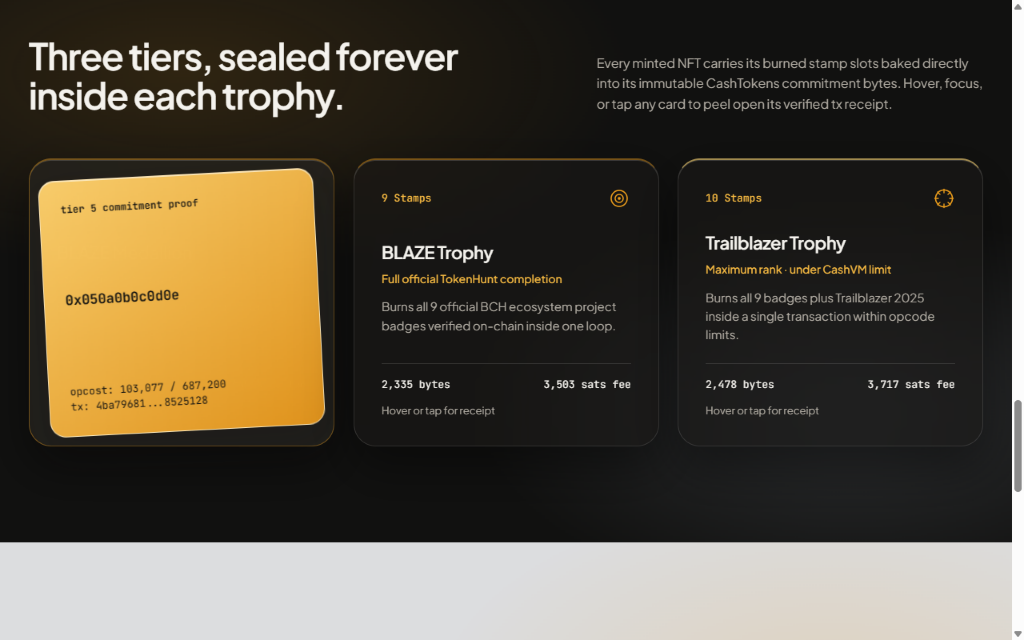 Three tiers, sealed forever
inside each trophy.
Every minted NFT carries its burned stamp slots baked directly
into its immutable CashTokens commitment bytes. Hover, focus,
or tap any card to peel open its verified tx receipt.
tier 5 commitment proof
0x050a0b0c0d0e
opcost: 103,077 / 687,200
tx: 4ba79681...8525128
9 Stamps
BLAZE Trophy
Full official TokenHunt completion
Burns all 9 official BCH ecosystem project
badges verified on-chain inside one loop.
2,335 bytes
3,503 sats fee
Hover or tap for receipt
10 Stamps
Trailblazer Trophy
Maximum rank · under CashVM limit
Burns all 9 badges plus Trailblazer 2025
inside a single transaction within opcode
limits.
2,478 bytes
3,717 sats fee
Hover or tap for receipt